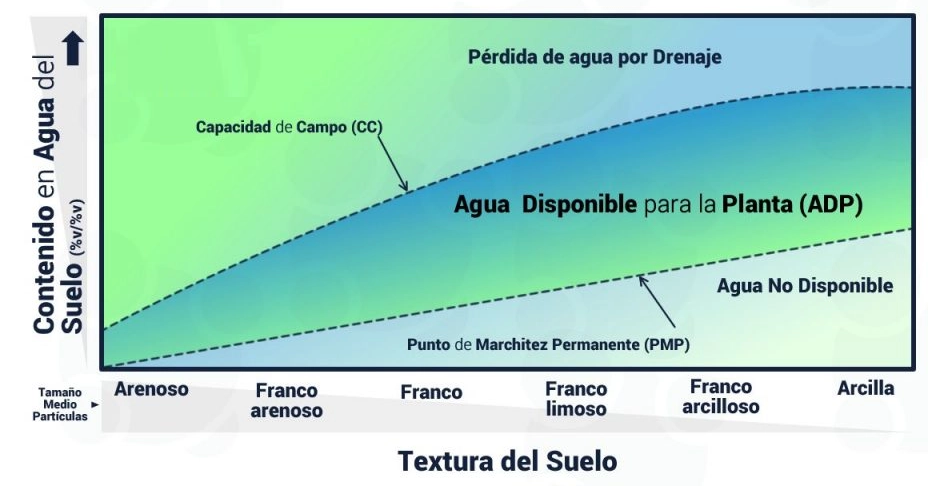 Contenido en Agua del
Suelo (%v/%v)
Pérdida de agua por Drenaje
Capacidad de Campo (CC)
Agua Disponible para la Planta (ADP)
Agua No Disponible
Punto de Marchitez Permanente (PMP)
Tamaño
Medio
Partículas
Arenoso
Franco
arenoso
Franco
Franco
limoso
Franco
arcilloso
Arcilla
Textura del Suelo